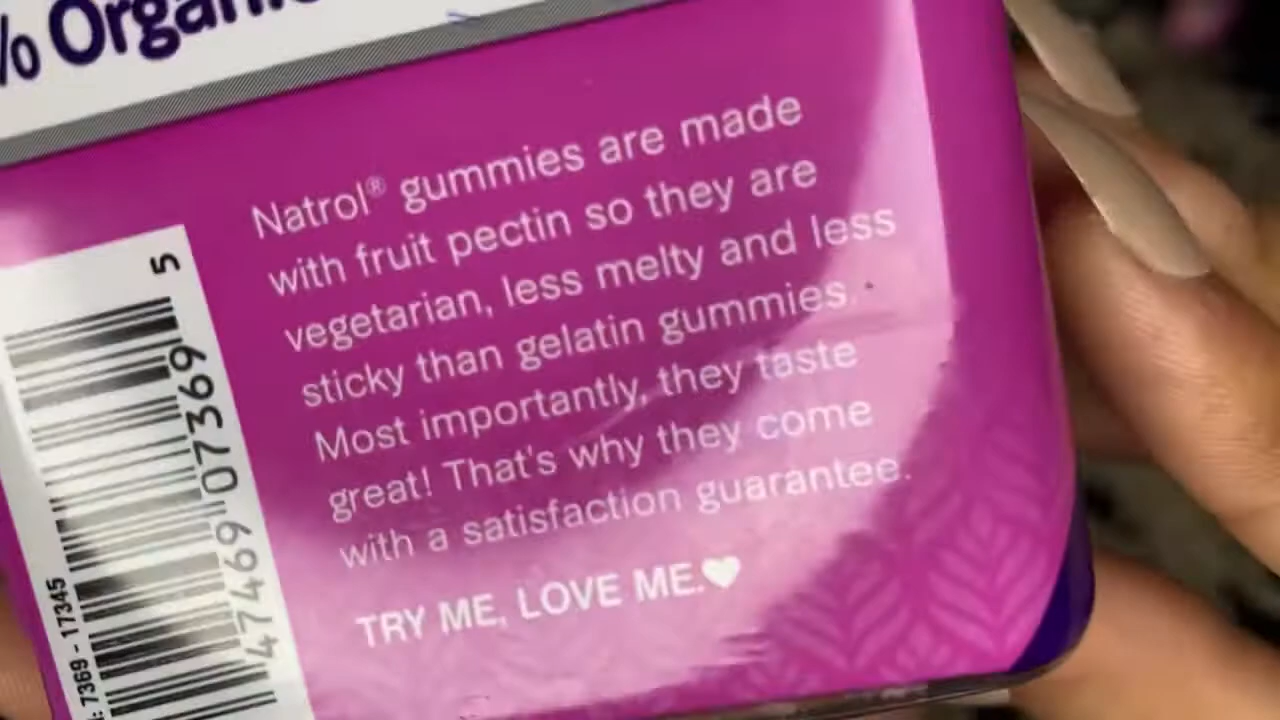 % Organic
Natrol® gummies are made
with fruit pectin so they are
vegetarian, less melty and less
sticky than gelatin gummies.
Most importantly, they taste
great! That's why they come
with a satisfaction guarantee.
TRY ME, LOVE ME.♥
47469 07369 5
: 7369 - 17345